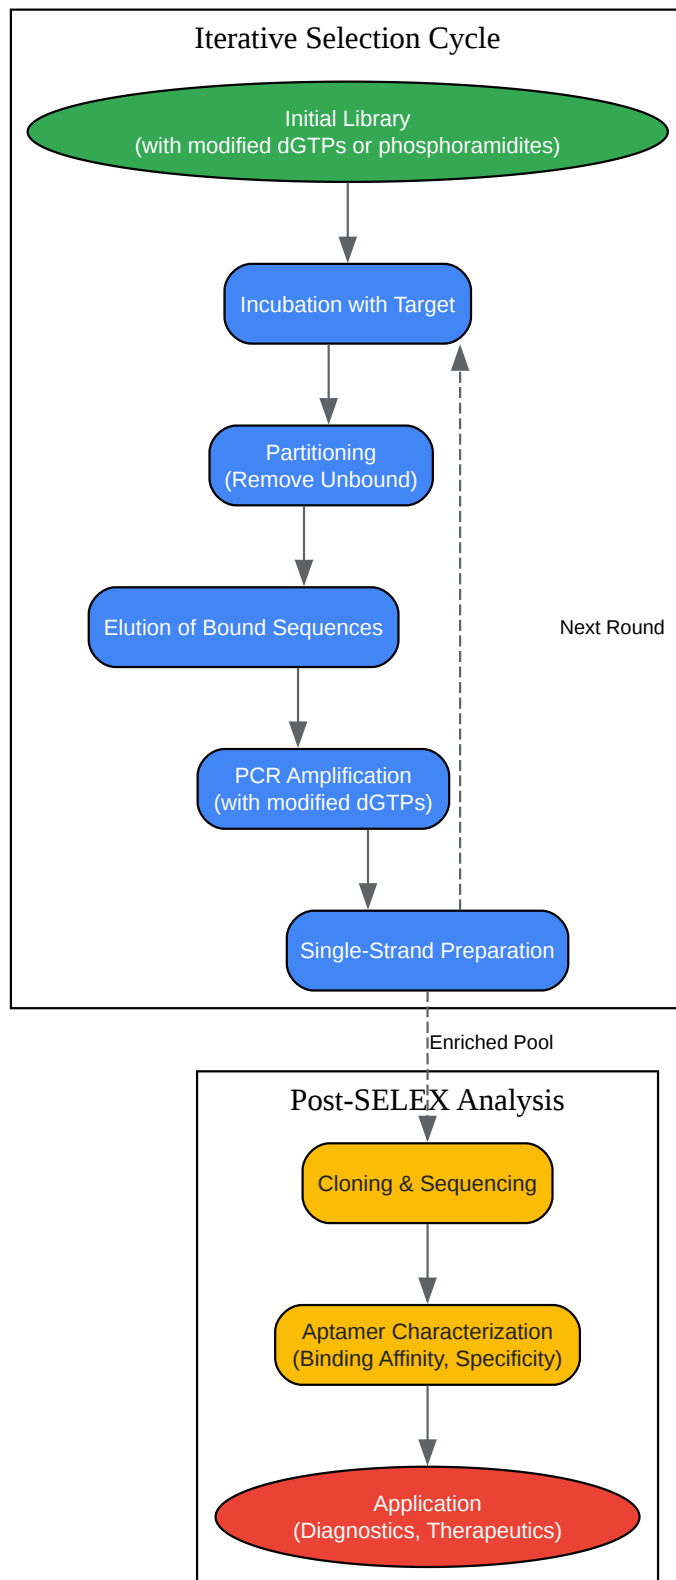 Iterative Selection Cycle
Initial Library
(with modified dGTPs or phosphoramidites)
Incubation with Target
Partitioning
(Remove Unbound)
Elution of Bound Sequences
Next Round
PCR Amplification
(with modified dGTPs)
Single-Strand Preparation
Enriched Pool
Post-SELEX Analysis
Cloning & Sequencing
Aptamer Characterization
(Binding Affinity, Specificity)
Application
(Diagnostics, Therapeutics)